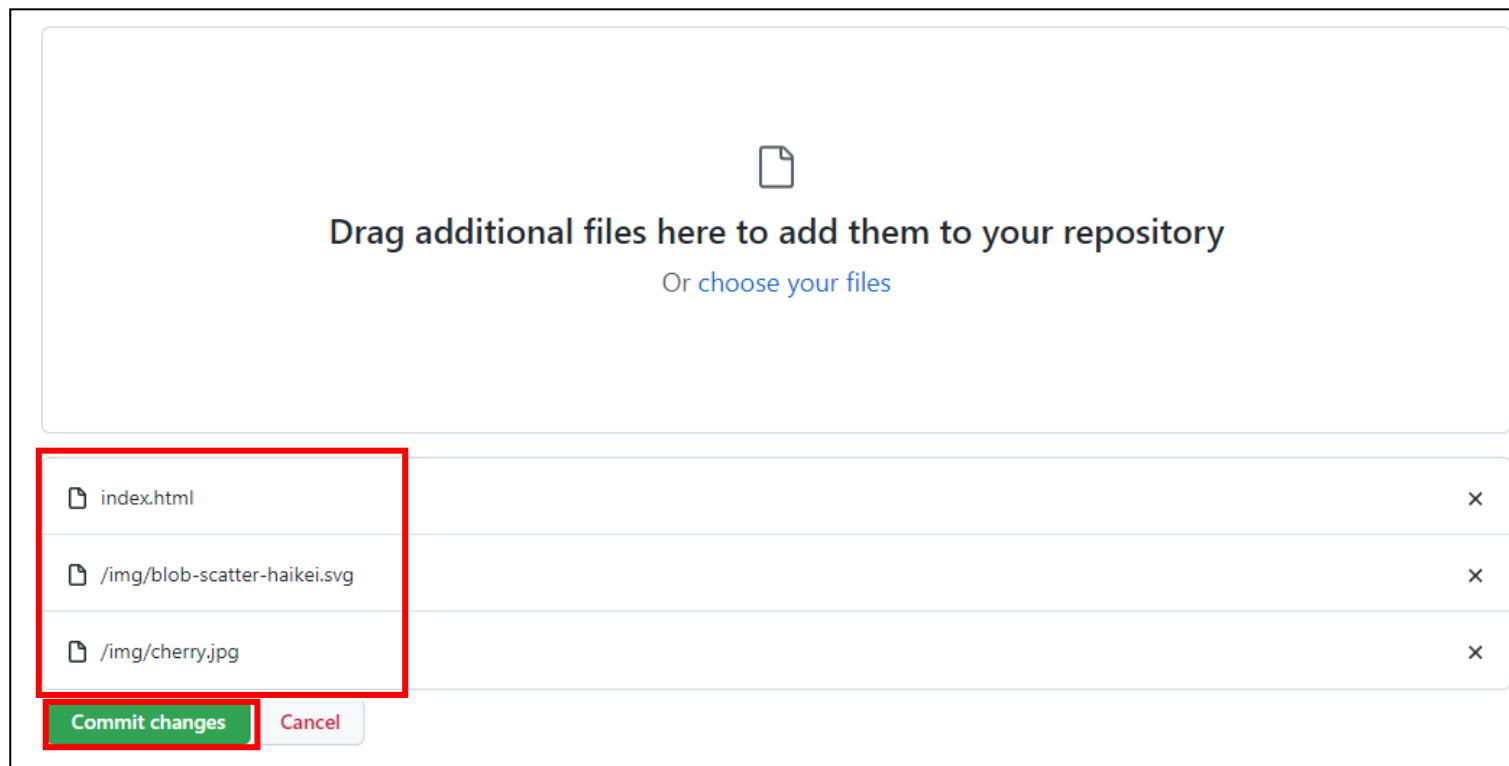 Drag additional files here to add them to your repository
Or choose your files
index.html
/img/blob-scatter-haikei.svg
/img/cherry.jpg
Commit changes Cancel